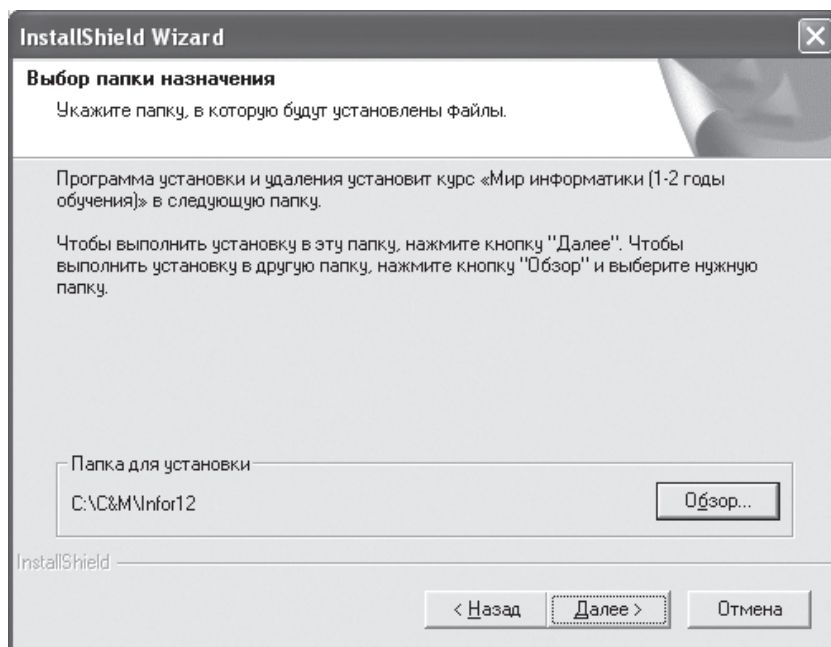 InstallShield Wizard
Выбор папки назначения
Укажите папку, в которую будут установлены файлы.
Программа установки и удаления установит курс «Мир информатики (1-2 годы
обучения)» в следующую папку.
Чтобы выполнить установку в эту папку, нажмите кнопку "Далее". Чтобы
выполнить установку в другую папку, нажмите кнопку "Обзор" и выберите нужную
папку.
Папка для установки
C:\C&M\Infor12
Обзор...
InstallShield
< Назад Далее > Отмена